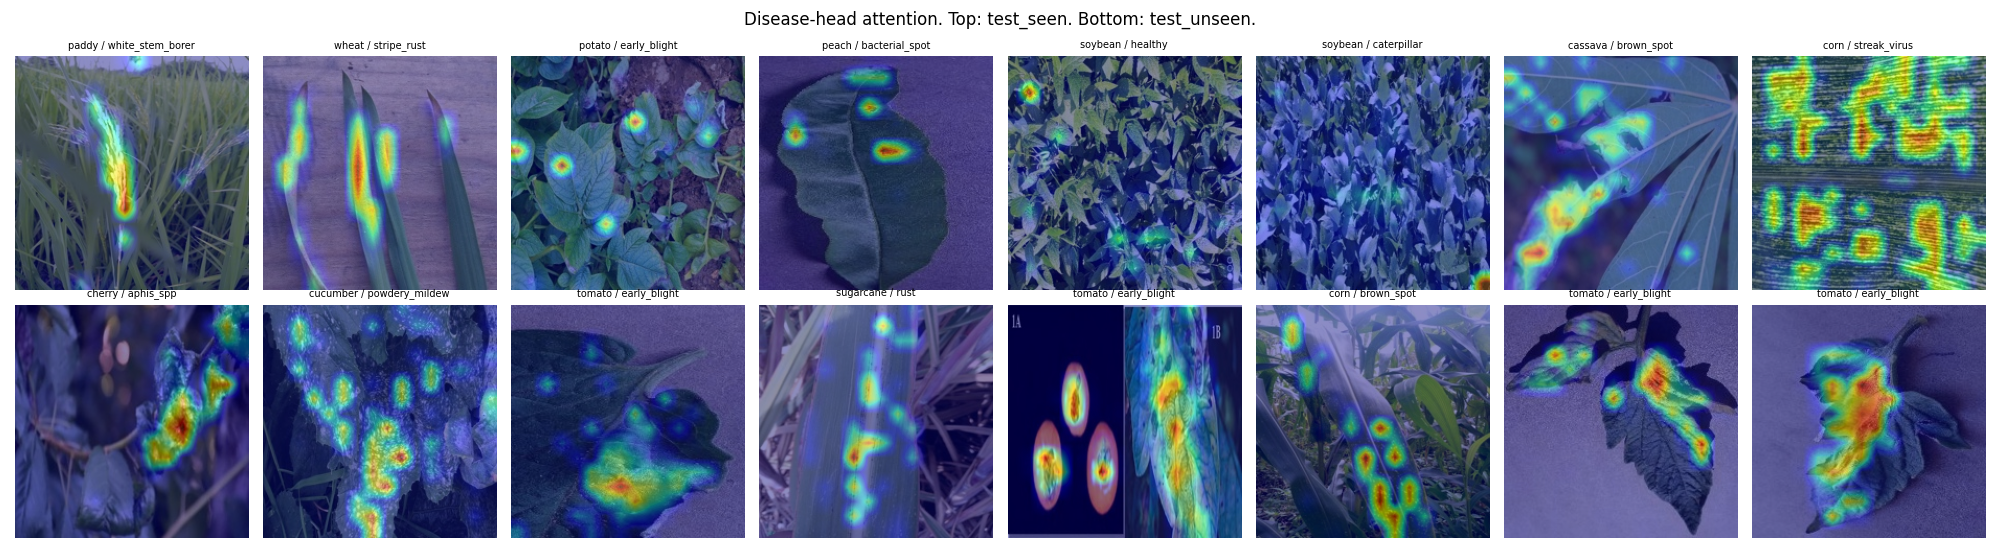 Disease-head attention. Top: test_seen. Bottom: test_unseen.
paddy / white_stem_borer
wheat / stripe_rust
potato / early_blight
peach / bacterial_spot
soybean / healthy
soybean / caterpillar
cassava / brown_spot
corn / streak_virus
cherry / aphis_spp
cucumber / powdery_mildew
tomato / early_blight
sugarcane / rust
tomato / early_blight
corn / brown_spot
tomato / early_blight
tomato / early_blight
1A
1B